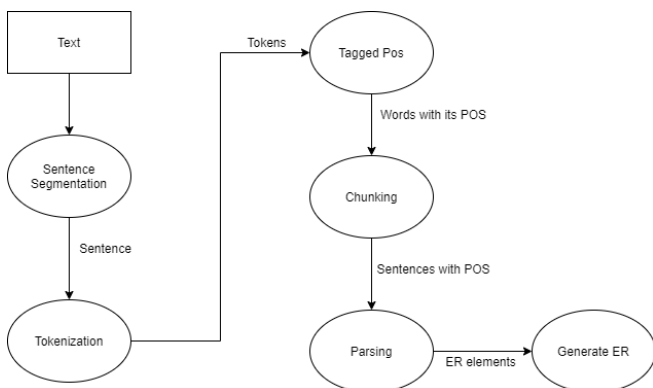 Text
Sentence
Segmentation
Sentence
Tokenization
Tokens
Tagged Pos
Words with its POS
Chunking
Sentences with POS
Parsing
ER elements
Generate ER